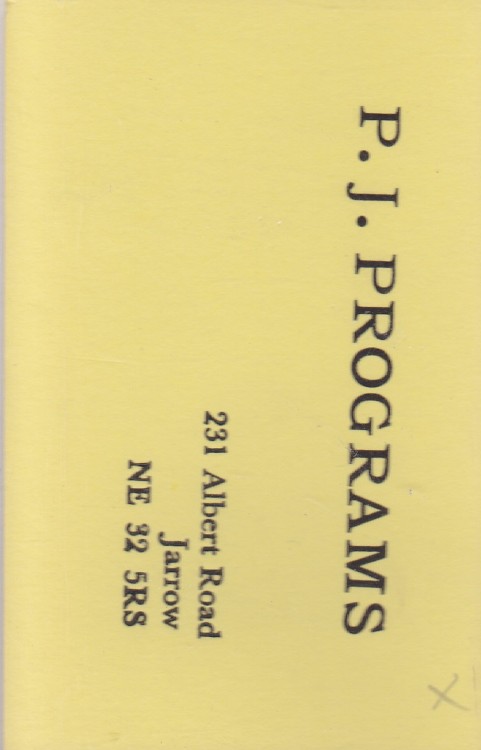 P. J. PROGRAMS
231 Albert Road
Jarrow
NE 32 5RS